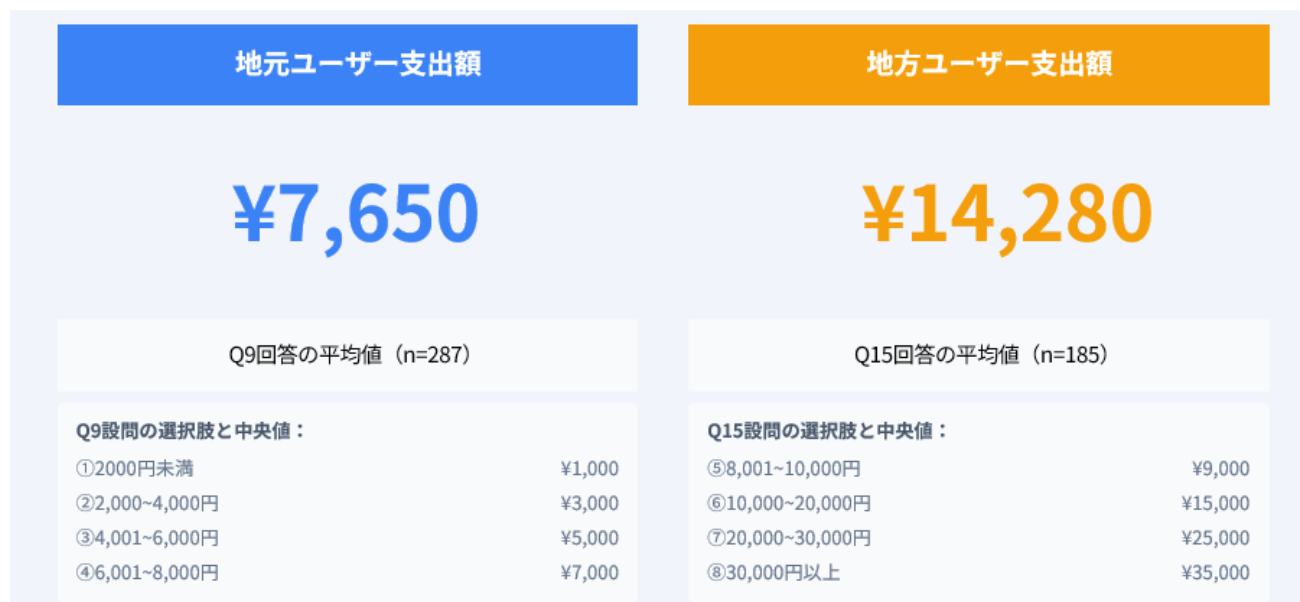 地元ユーザー支出額
¥7,650
Q9回答の平均値（n=287）
Q9設問の選択肢と中央値：
①2000円未満 ¥1,000
②2,000~4,000円 ¥3,000
③4,001~6,000円 ¥5,000
④6,001~8,000円 ¥7,000
地方ユーザー支出額
¥14,280
Q15回答の平均値（n=185）
Q15設問の選択肢と中央値：
⑤8,001~10,000円 ¥9,000
⑥10,000~20,000円 ¥15,000
⑦20,000~30,000円 ¥25,000
⑧30,000円以上 ¥35,000